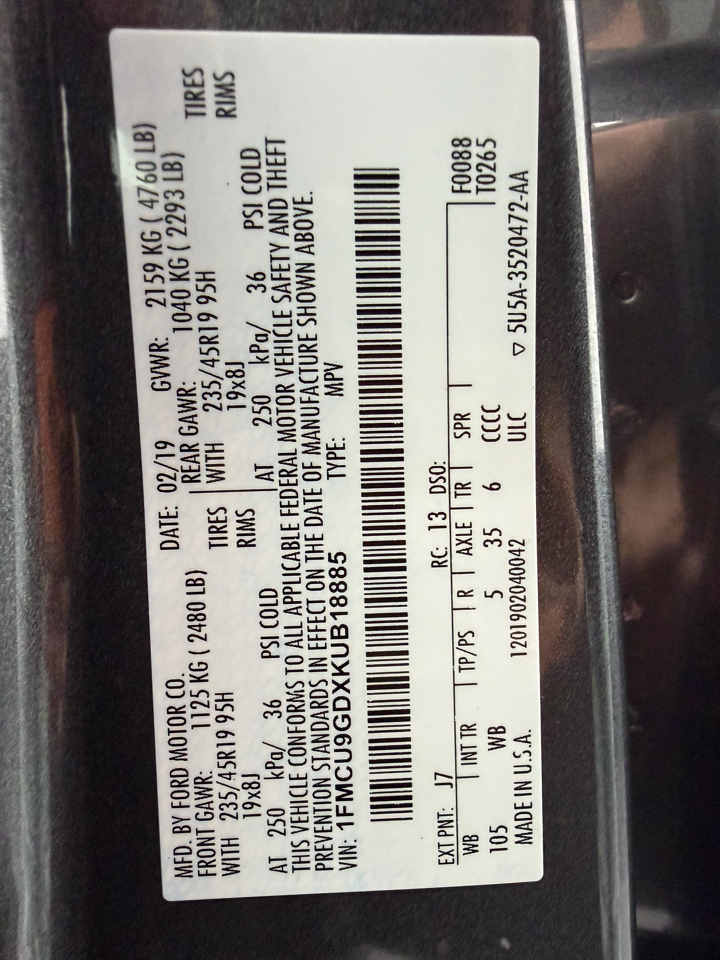 MFD. BY FORD MOTOR CO. DATE: 02/19 GVWR: 2159 KG ( 4760 LB)
FRONT GAWR: 1125 KG ( 2480 LB) REAR GAWR: 1040 KG ( 2293 LB)
WITH 235/45R19 95H TIRES WITH 235/45R19 95H TIRES
19x8J RIMS 19x8J RIMS
AT 250 kPa/ 36 PSI COLD AT 250 kPa/ 36 PSI COLD
THIS VEHICLE CONFORMS TO ALL APPLICABLE FEDERAL MOTOR VEHICLE SAFETY AND THEFT
PREVENTION STANDARDS IN EFFECT ON THE DATE OF MANUFACTURE SHOWN ABOVE.
VIN: 1FMCU9GDXKUB18885 TYPE: MPV
EXT PNT: J7 RC: 13 DSO: F0088
WB INT TR TP/PS R AXLE TR SPR T0265
105 WB 5 35 6 CCCC
MADE IN U.S.A. 1201902040042 ULC ▽ 5U5A-3520472-AA